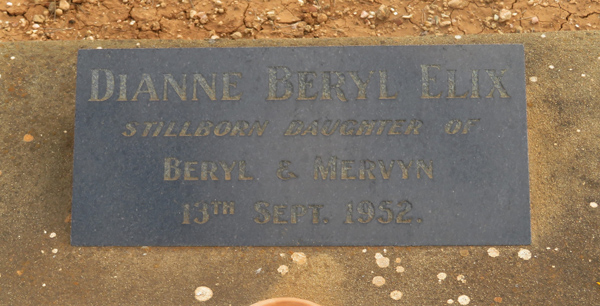 DIANNE BERYL ELIX
STILLBORN DAUGHTER OF
BERYL & MERVYN
13TH SEPT. 1952.